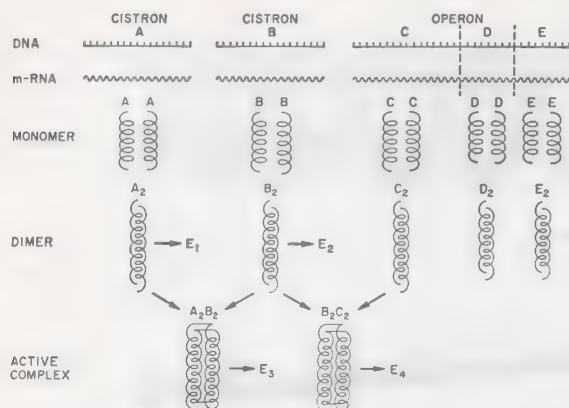 CISTRON CISTRON OPERON
A B C D E
DNA
m-RNA
A A B B C C D D E E
MONOMER
A₂ B₂ C₂ D₂ E₂
DIMER → E₁ → E₂
A₂B₂ B₂C₂
ACTIVE → E₃ → E₄
COMPLEX